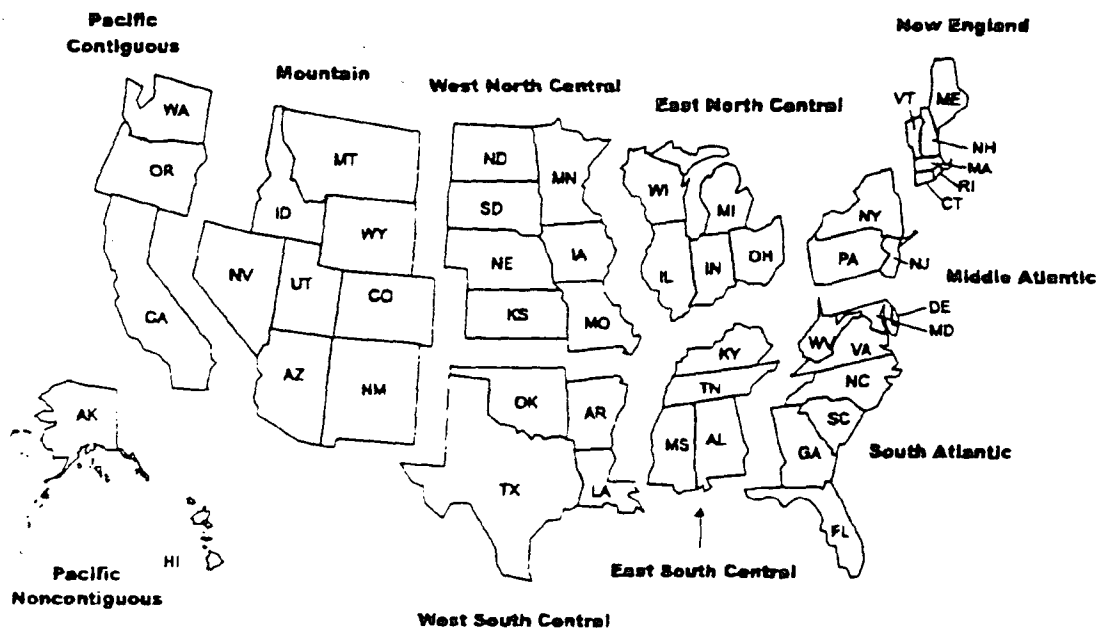 Pacific
Contiguous
Mountain
West North Central
East North Central
New England
WA
OR
CA
NV
ID
MT
WY
UT
CO
AZ
NM
ND
SD
NE
KS
MN
IA
MO
WI
MI
IL
IN
OH
VT
ME
NH
MA
RI
CT
NY
PA
NJ
Middle Atlantic
DE
MD
WV
VA
NC
SC
GA
FL
South Atlantic
KY
TN
MS
AL
East South Central
OK
AR
TX
LA
West South Central
AK
HI
Pacific
Noncontiguous